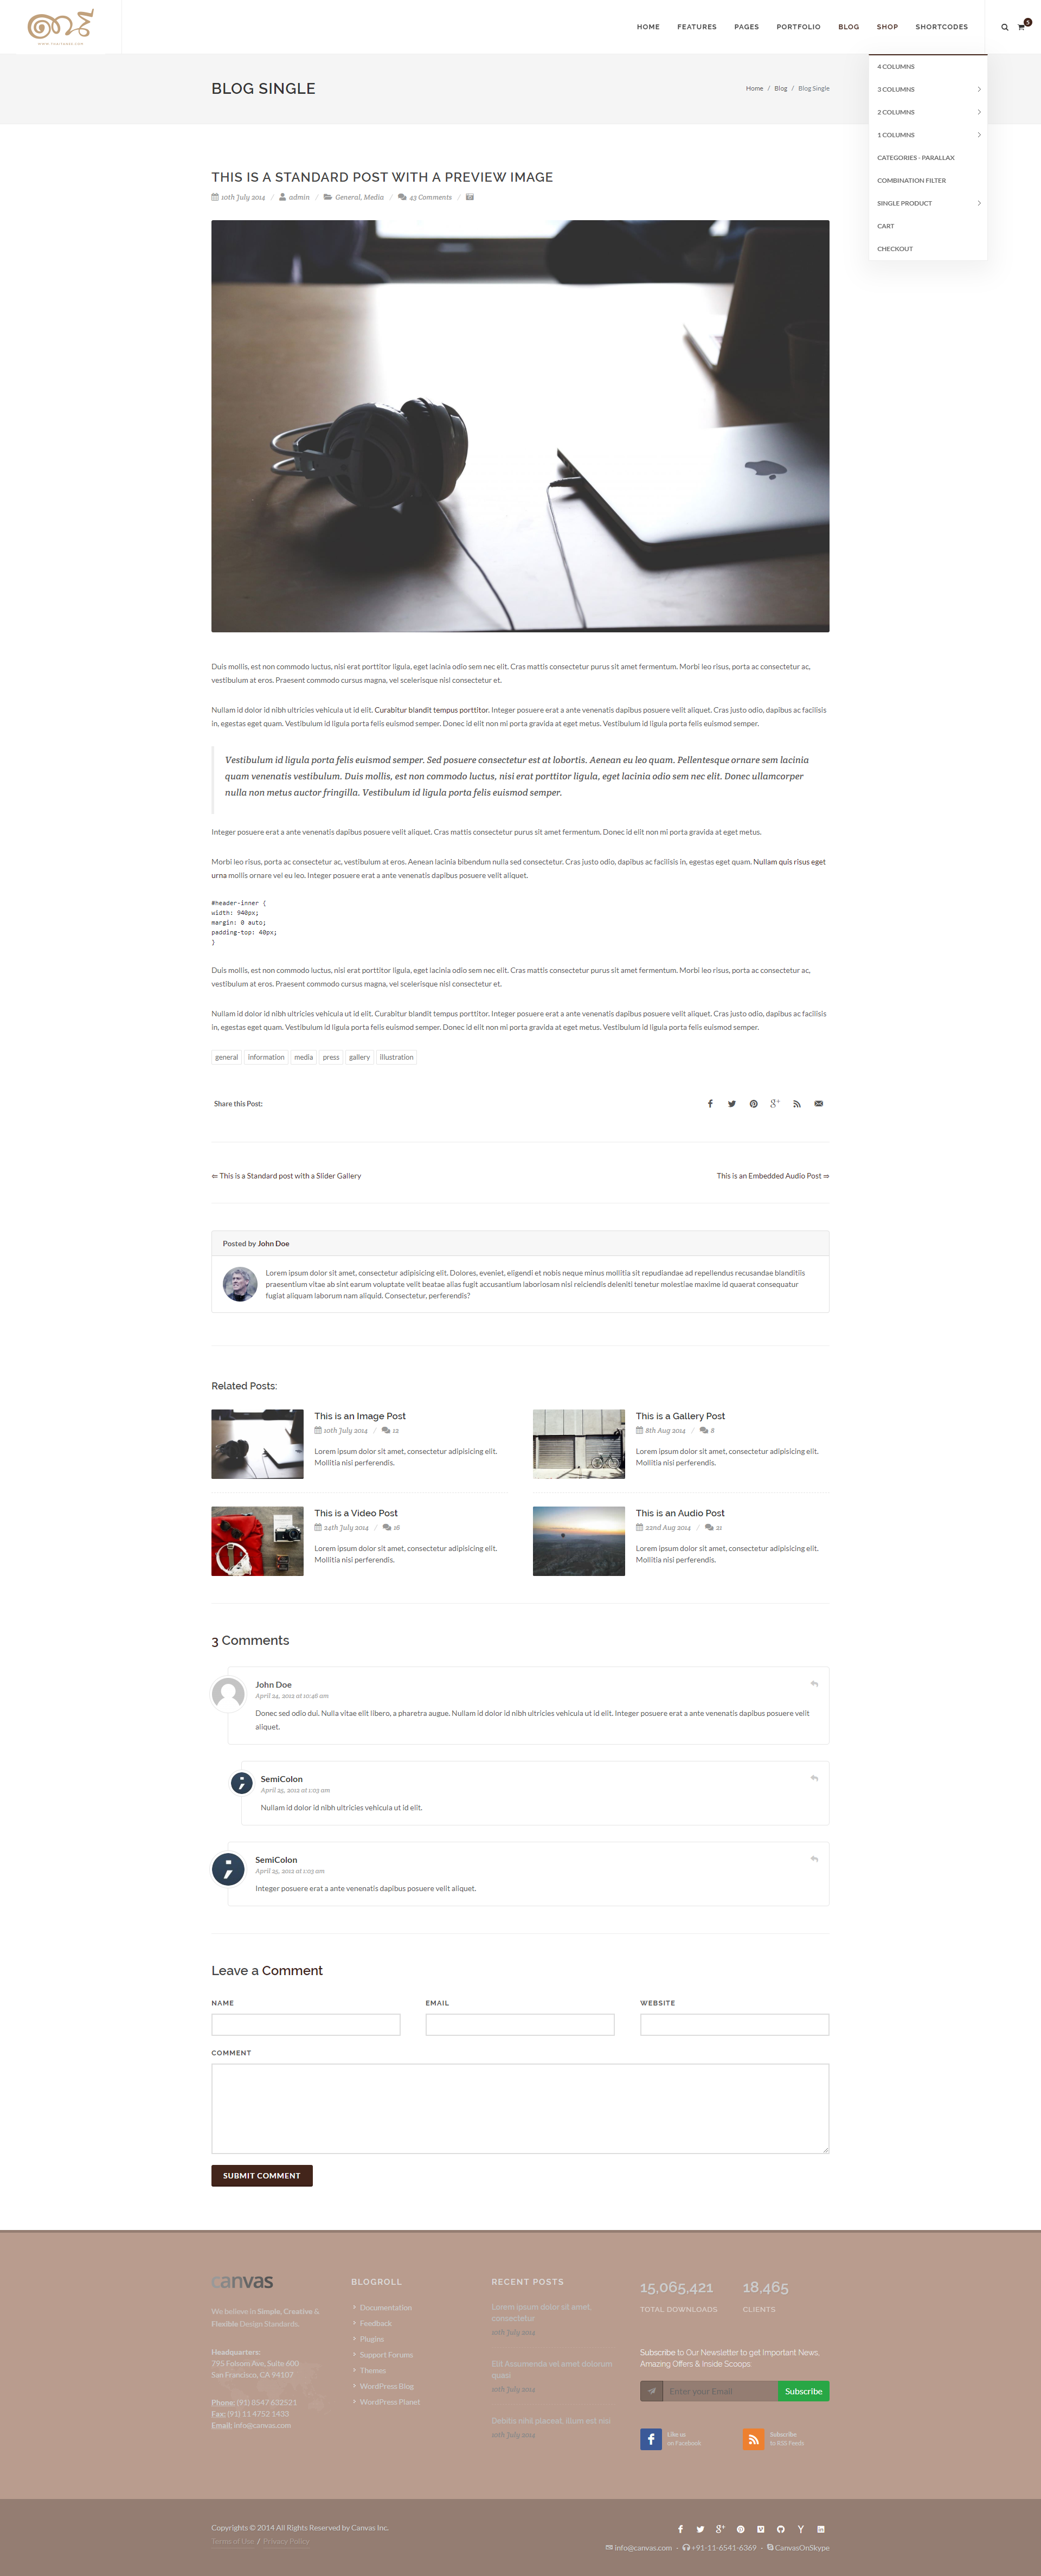 HOME
FEATURES
PAGES
PORTFOLIO
BLOG
SHOP
SHORTCODES
BLOG SINGLE
Home / Blog / Blog Single
4 COLUMNS
3 COLUMNS
2 COLUMNS
1 COLUMNS
CATEGORIES - PARALLAX
COMBINATION FILTER
SINGLE PRODUCT
CART
CHECKOUT
THIS IS A STANDARD POST WITH A PREVIEW IMAGE
10th July 2014 / admin / General, Media / 43 Comments /
Duis mollis, est non commodo luctus, nisi erat porttitor ligula, eget lacinia odio sem nec elit. Cras mattis consectetur purus sit amet fermentum. Morbi leo risus, porta ac consectetur ac,
vestibulum at eros. Praesent commodo cursus magna, vel scelerisque nisl consectetur et.
Nullam id dolor id nibh ultricies vehicula ut id elit. Curabitur blandit tempus porttitor. Integer posuere erat a ante venenatis dapibus posuere velit aliquet. Cras justo odio, dapibus ac facilisis
in, egestas eget quam. Vestibulum id ligula porta felis euismod semper. Donec id elit non mi porta gravida at eget metus. Vestibulum id ligula porta felis euismod semper.
Vestibulum id ligula porta felis euismod semper. Sed posuere consectetur est at lobortis. Aenean eu leo quam. Pellentesque ornare sem lacinia
quam venenatis vestibulum. Duis mollis, est non commodo luctus, nisi erat porttitor ligula, eget lacinia odio sem nec elit. Donec ullamcorper
nulla non metus auctor fringilla. Vestibulum id ligula porta felis euismod semper.
Integer posuere erat a ante venenatis dapibus posuere velit aliquet. Cras mattis consectetur purus sit amet fermentum. Donec id elit non mi porta gravida at eget metus.
Morbi leo risus, porta ac consectetur ac, vestibulum at eros. Aenean lacinia bibendum nulla sed consectetur. Cras justo odio, dapibus ac facilisis in, egestas eget quam. Nullam quis risus eget
urna mollis ornare vel eu leo. Integer posuere erat a ante venenatis dapibus posuere velit aliquet.
#header-inner {
width: 940px;
margin: 0 auto;
padding-top: 40px;
}
Duis mollis, est non commodo luctus, nisi erat porttitor ligula, eget lacinia odio sem nec elit. Cras mattis consectetur purus sit amet fermentum. Morbi leo risus, porta ac consectetur ac,
vestibulum at eros. Praesent commodo cursus magna, vel scelerisque nisl consectetur et.
Nullam id dolor id nibh ultricies vehicula ut id elit. Curabitur blandit tempus porttitor. Integer posuere erat a ante venenatis dapibus posuere velit aliquet. Cras justo odio, dapibus ac facilisis
in, egestas eget quam. Vestibulum id ligula porta felis euismod semper. Donec id elit non mi porta gravida at eget metus. Vestibulum id ligula porta felis euismod semper.
general
information
media
press
gallery
illustration
Share this Post:
⇐ This is a Standard post with a Slider Gallery
This is an Embedded Audio Post ⇒
Posted by John Doe
Lorem ipsum dolor sit amet, consectetur adipisicing elit. Dolores, eveniet, eligendi et nobis neque minus mollitia sit repudiandae ad repellendus recusandae blanditiis
praesentium vitae ab sint earum voluptate velit beatae alias fugit accusantium laboriosam nisi reiciendis deleniti tenetur molestiae maxime id quaerat consequatur
fugiat aliquam laborum nam aliquid. Consectetur, perferendis?
Related Posts:
This is an Image Post
10th July 2014 / 12
Lorem ipsum dolor sit amet, consectetur adipisicing elit.
Mollitia nisi perferendis.
This is a Gallery Post
8th Aug 2014 / 8
Lorem ipsum dolor sit amet, consectetur adipisicing elit.
Mollitia nisi perferendis.
This is a Video Post
24th July 2014 / 16
Lorem ipsum dolor sit amet, consectetur adipisicing elit.
Mollitia nisi perferendis.
This is an Audio Post
22nd Aug 2014 / 21
Lorem ipsum dolor sit amet, consectetur adipisicing elit.
Mollitia nisi perferendis.
3 Comments
John Doe
April 24, 2012 at 10:46 am
Donec sed odio dui. Nulla vitae elit libero, a pharetra augue. Nullam id dolor id nibh ultricies vehicula ut id elit. Integer posuere erat a ante venenatis dapibus posuere velit
aliquet.
SemiColon
April 25, 2012 at 1:03 am
Nullam id dolor id nibh ultricies vehicula ut id elit.
SemiColon
April 25, 2012 at 1:03 am
Integer posuere erat a ante venenatis dapibus posuere velit aliquet.
Leave a Comment
NAME
EMAIL
WEBSITE
COMMENT
SUBMIT COMMENT
canvas
We believe in Simple, Creative &
Flexible Design Standards.
Headquarters:
795 Folsom Ave, Suite 600
San Francisco, CA 94107
Phone: (91) 8547 632521
Fax: (91) 11 4752 1433
Email: info@canvas.com
BLOGROLL
Documentation
Feedback
Plugins
Support Forums
Themes
WordPress Blog
WordPress Planet
RECENT POSTS
Lorem ipsum dolor sit amet,
consectetur
10th July 2014
Elit Assumenda vel amet dolorum
quasi
10th July 2014
Debitis nihil placeat, illum est nisi
10th July 2014
15,065,421
TOTAL DOWNLOADS
18,465
CLIENTS
Subscribe to Our Newsletter to get Important News,
Amazing Offers & Inside Scoops:
Enter your Email
Subscribe
Like us
on Facebook
Subscribe
to RSS Feeds
Copyrights © 2014 All Rights Reserved by Canvas Inc.
Terms of Use / Privacy Policy
info@canvas.com · +91-11-6541-6369 · CanvasOnSkype